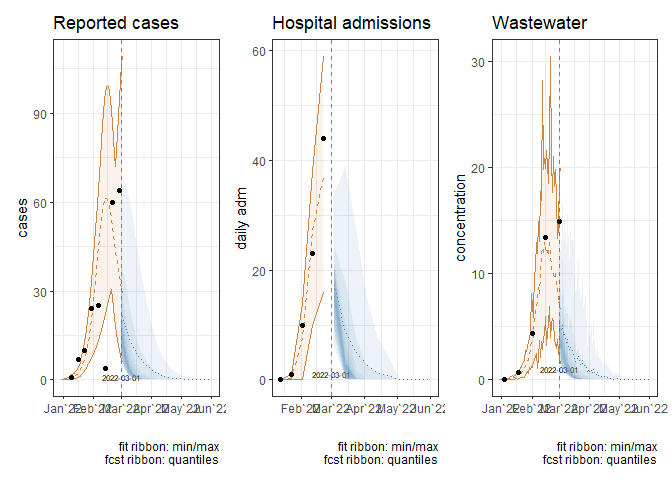 Reported cases
Hospital admissions
Wastewater
cases
90
60
30
0
2022-03-01
Jan`22
Feb`22
Mar`22
Apr`22
May`22
Jun`22
fit ribbon: min/max
fcst ribbon: quantiles
daily adm
60
40
20
0
2022-03-01
Feb`22
Mar`22
Apr`22
May`22
Jun`22
fit ribbon: min/max
fcst ribbon: quantiles
concentration
30
20
10
0
2022-03-01
Jan`22
Feb`22
Mar`22
Apr`22
May`22
Jun`22
fit ribbon: min/max
fcst ribbon: quantiles